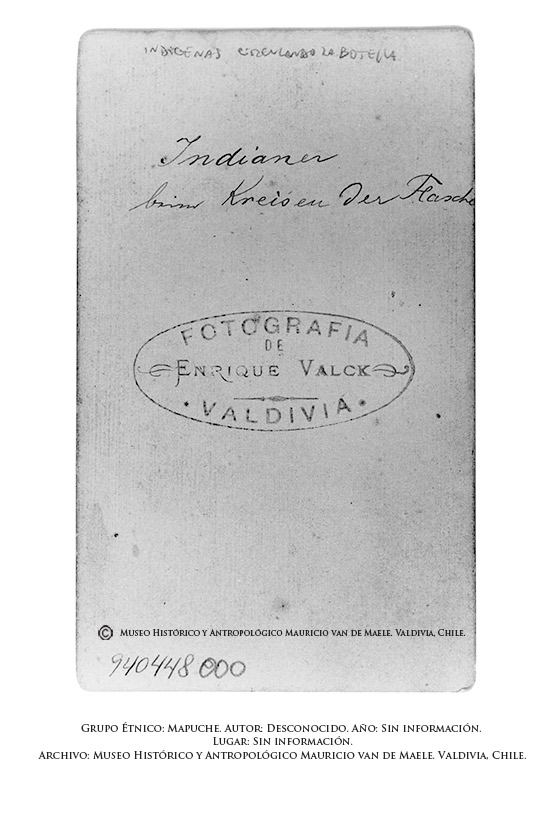 INDIGENAS CIRCULANDO LA BOTELLA
Indianer
beim Kreisen der Flasche
FOTOGRAFIA
DE
ENRIQUE VALCK
• VALDIVIA •
© Museo Histórico y Antropológico Mauricio van de Maele. Valdivia, Chile.
940448000
Grupo Étnico: Mapuche. Autor: Desconocido. Año: Sin información.
Lugar: Sin información.
Archivo: Museo Histórico y Antropológico Mauricio van de Maele. Valdivia, Chile.